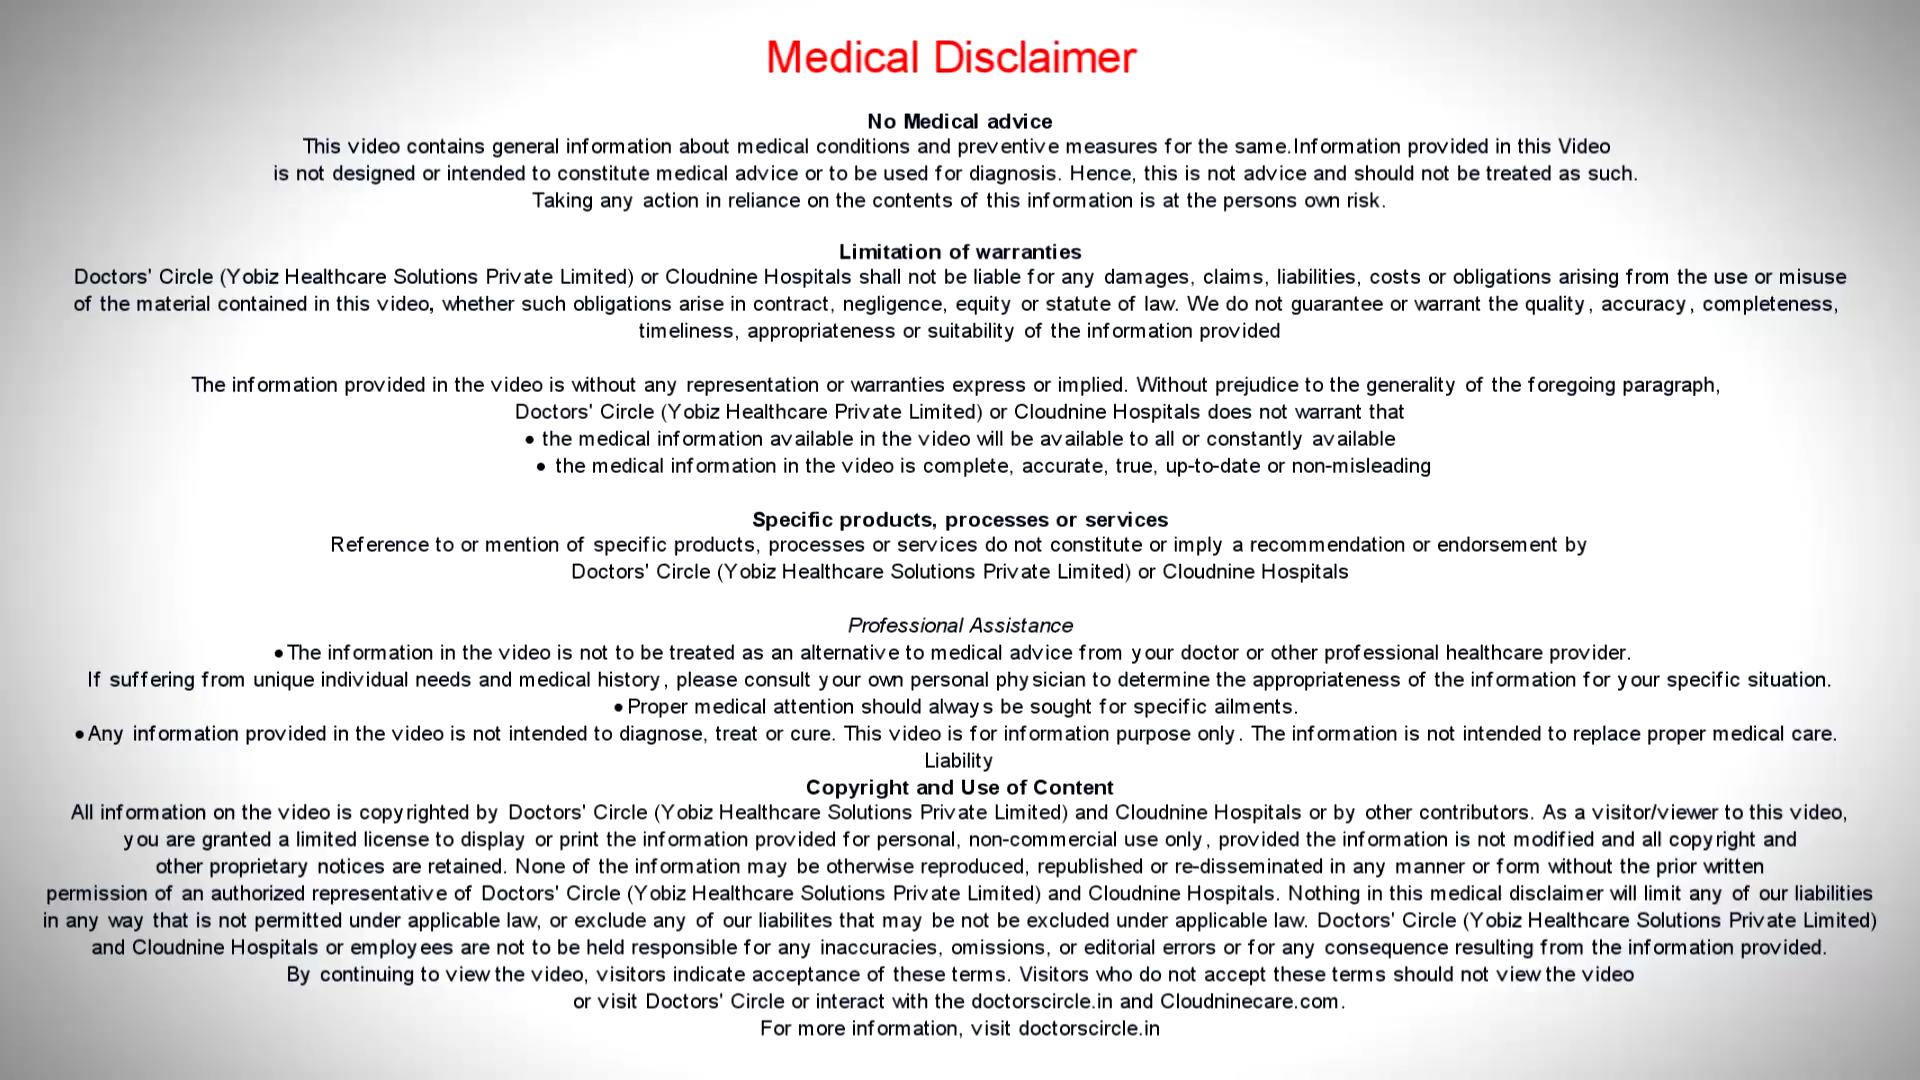 Medical Disclaimer
No Medical advice
This video contains general information about medical conditions and preventive measures for the same.Information provided in this Video
is not designed or intended to constitute medical advice or to be used for diagnosis. Hence, this is not advice and should not be treated as such.
Taking any action in reliance on the contents of this information is at the persons own risk.
Limitation of warranties
Doctors' Circle (Yobiz Healthcare Solutions Private Limited) or Cloudnine Hospitals shall not be liable for any damages, claims, liabilities, costs or obligations arising from the use or misuse
of the material contained in this video, whether such obligations arise in contract, negligence, equity or statute of law. We do not guarantee or warrant the quality, accuracy, completeness,
timeliness, appropriateness or suitability of the information provided
The information provided in the video is without any representation or warranties express or implied. Without prejudice to the generality of the foregoing paragraph,
Doctors' Circle (Yobiz Healthcare Private Limited) or Cloudnine Hospitals does not warrant that
• the medical information available in the video will be available to all or constantly available
• the medical information in the video is complete, accurate, true, up-to-date or non-misleading
Specific products, processes or services
Reference to or mention of specific products, processes or services do not constitute or imply a recommendation or endorsement by
Doctors' Circle (Yobiz Healthcare Solutions Private Limited) or Cloudnine Hospitals
Professional Assistance
•The information in the video is not to be treated as an alternative to medical advice from your doctor or other professional healthcare provider.
If suffering from unique individual needs and medical history, please consult your own personal physician to determine the appropriateness of the information for your specific situation.
•Proper medical attention should always be sought for specific ailments.
•Any information provided in the video is not intended to diagnose, treat or cure. This video is for information purpose only. The information is not intended to replace proper medical care.
Liability
Copyright and Use of Content
All information on the video is copyrighted by Doctors' Circle (Yobiz Healthcare Solutions Private Limited) and Cloudnine Hospitals or by other contributors. As a visitor/viewer to this video,
you are granted a limited license to display or print the information provided for personal, non-commercial use only, provided the information is not modified and all copyright and
other proprietary notices are retained. None of the information may be otherwise reproduced, republished or re-disseminated in any manner or form without the prior written
permission of an authorized representative of Doctors' Circle (Yobiz Healthcare Solutions Private Limited) and Cloudnine Hospitals. Nothing in this medical disclaimer will limit any of our liabilities
in any way that is not permitted under applicable law, or exclude any of our liabilites that may be not be excluded under applicable law. Doctors' Circle (Yobiz Healthcare Solutions Private Limited)
and Cloudnine Hospitals or employees are not to be held responsible for any inaccuracies, omissions, or editorial errors or for any consequence resulting from the information provided.
By continuing to view the video, visitors indicate acceptance of these terms. Visitors who do not accept these terms should not view the video
or visit Doctors' Circle or interact with the doctorscircle.in and Cloudninecare.com.
For more information, visit doctorscircle.in